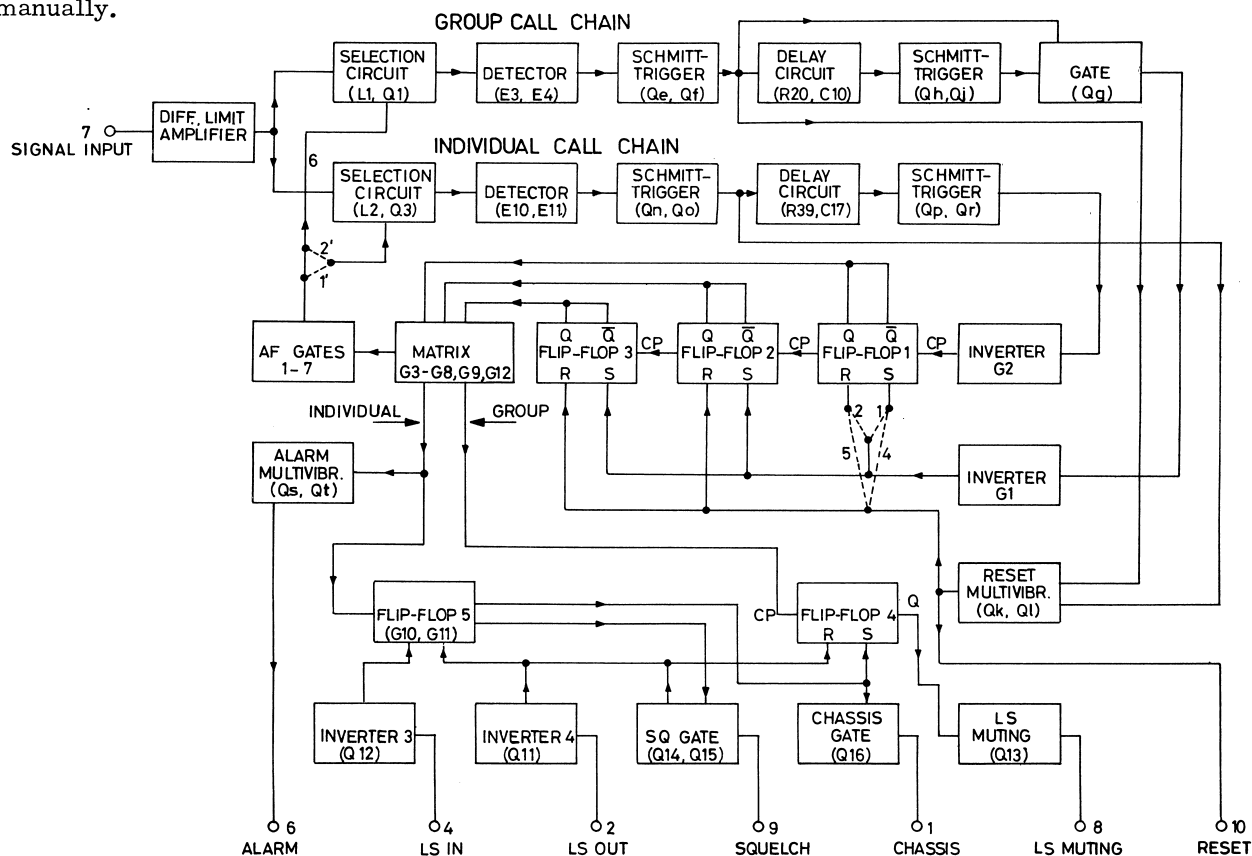 manually.
GROUP CALL CHAIN
SELECTION
CIRCUIT
(L1, Q1)
DETECTOR
(E3, E4)
SCHMITT-
TRIGGER
(Qe, Qf)
DELAY
CIRCUIT
(R20, C10)
SCHMITT-
TRIGGER
(Qh,Qj)
GATE
(Qg)
7
SIGNAL INPUT
DIFF. LIMIT
AMPLIFIER
6
INDIVIDUAL CALL CHAIN
SELECTION
CIRCUIT
(L2, Q3)
DETECTOR
(E10, E11)
SCHMITT-
TRIGGER
(Qn, Qo)
DELAY
CIRCUIT
(R39,C17)
SCHMITT-
TRIGGER
(Qp, Qr)
2'
1'
AF GATES
1-7
MATRIX
G3-G8,G9,G12
Q Q̅
FLIP-FLOP 3
R S
CP
Q Q̅
FLIP-FLOP 2
R S
CP
Q Q̅
FLIP-FLOP 1
R S
CP
INVERTER
G2
INDIVIDUAL
GROUP
2 1
5 4
ALARM
MULTIVIBR.
(Qs, Qt)
INVERTER
G1
FLIP-FLOP 5
(G10, G11)
CP
FLIP-FLOP 4
R S
Q
RESET
MULTIVIBR.
(Qk, Ql)
INVERTER 3
(Q12)
INVERTER 4
(Q11)
SQ GATE
(Q14, Q15)
CHASSIS
GATE
(Q16)
LS
MUTING
(Q13)
6
ALARM
4
LS IN
2
LS OUT
9
SQUELCH
1
CHASSIS
8
LS MUTING
10
RESET